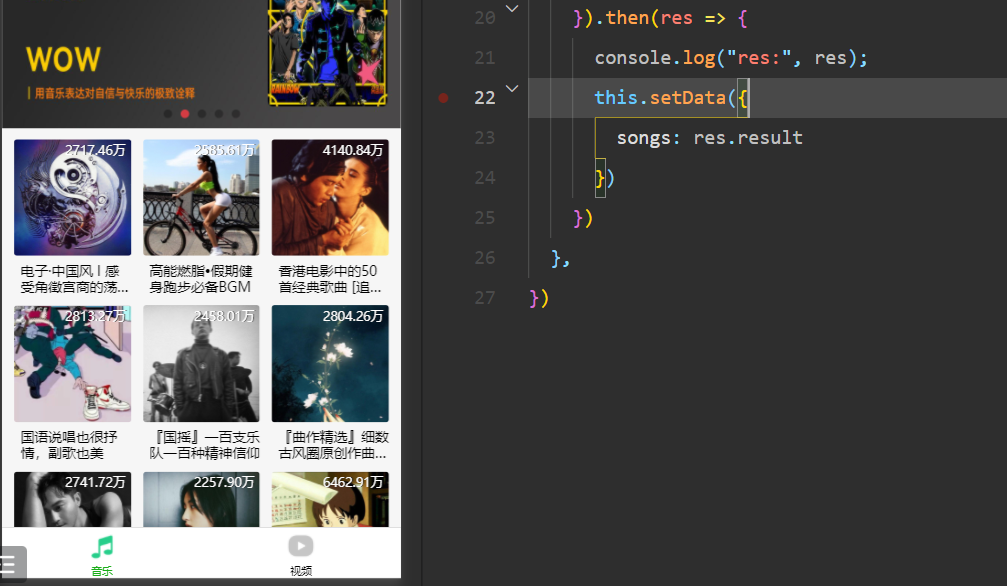 WOW
| 用音乐表达对自信与快乐的极致诠释
2717.46万
4140.84万
电子·中国风 I 感
受角徵宫商的荡...
高能燃脂•假期健
身跑步必备BGM
香港电影中的50
首经典歌曲 [追...
2813.27万
2458.01万
2804.26万
国语说唱也很抒
情，副歌也美
『国摇』一百支乐
队一百种精神信仰
『曲作精选』细数
古风圈原创作曲...
2741.72万
2257.90万
6462.91万
音乐
视频
20 }).then(res => {
21 console.log("res:", res);
22 this.setData({
23 songs: res.result
24 })
25 })
26 },
27 })